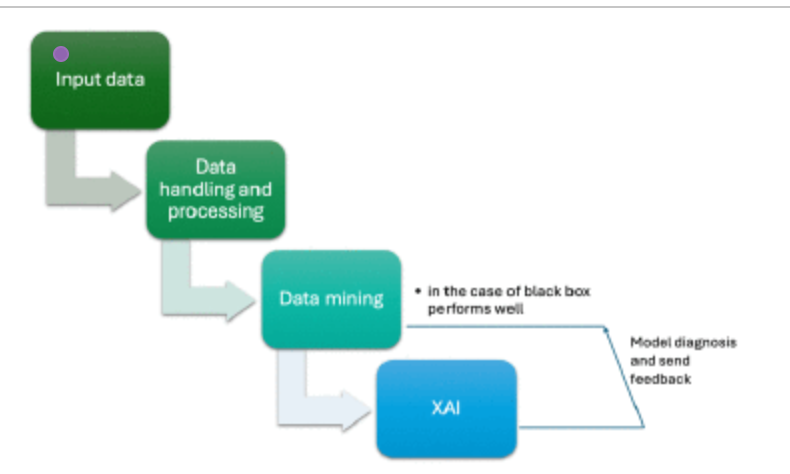 Input data
Data
handling and
processing
Data mining
• in the case of black box
performs well
Model diagnosis
and send
feedback
XAI